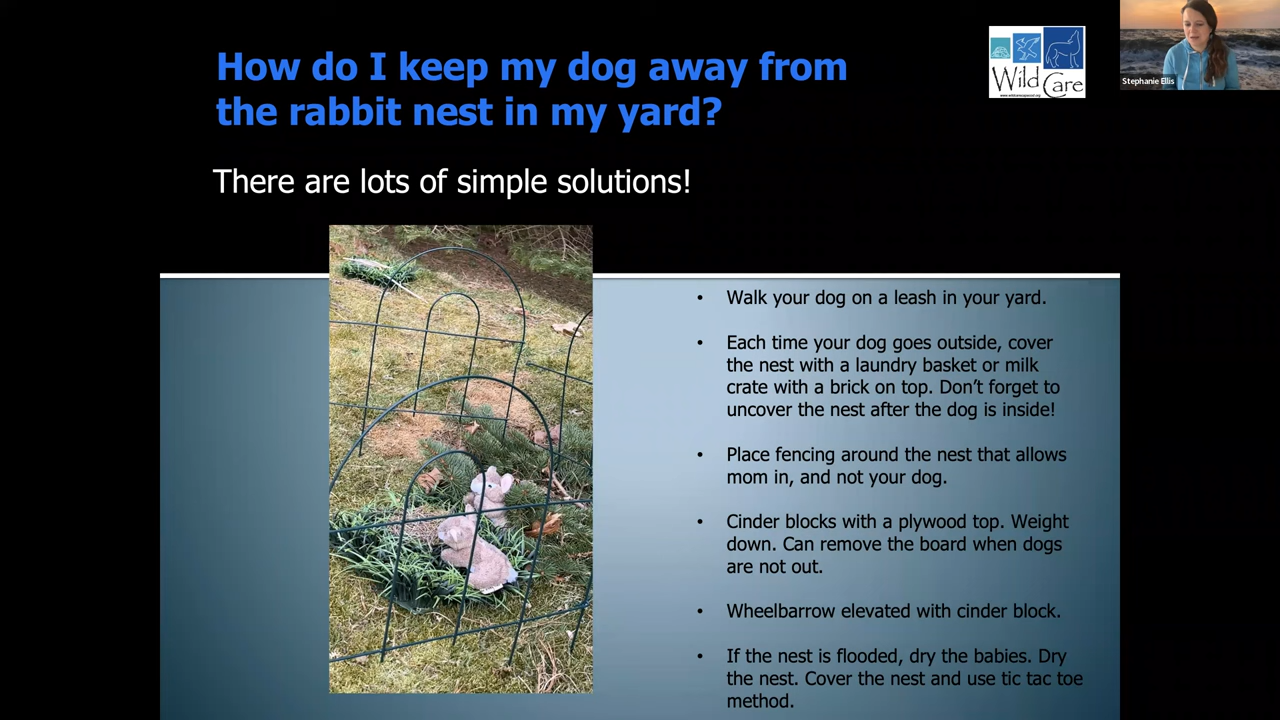 How do I keep my dog away from
the rabbit nest in my yard?
Wild Care
Stephanie Ellis
There are lots of simple solutions!
• Walk your dog on a leash in your yard.
• Each time your dog goes outside, cover
the nest with a laundry basket or milk
crate with a brick on top. Don’t forget to
uncover the nest after the dog is inside!
• Place fencing around the nest that allows
mom in, and not your dog.
• Cinder blocks with a plywood top. Weight
down. Can remove the board when dogs
are not out.
• Wheelbarrow elevated with cinder block.
• If the nest is flooded, dry the babies. Dry
the nest. Cover the nest and use tic tac toe
method.